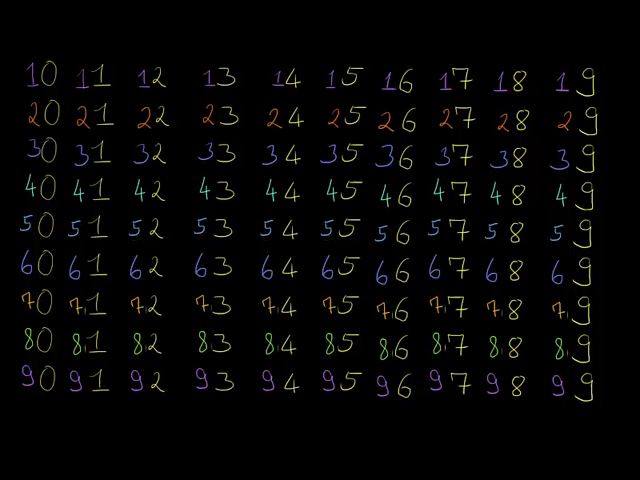 10 11 12 13 14 15 16 17 18 19
20 21 22 23 24 25 26 27 28 29
30 31 32 33 34 35 36 37 38 39
40 41 42 43 44 45 46 47 48 49
50 51 52 53 54 55 56 57 58 59
60 61 62 63 64 65 66 67 68 69
70 71 72 73 74 75 76 77 78 79
80 81 82 83 84 85 86 87 88 89
90 91 92 93 94 95 96 97 98 99